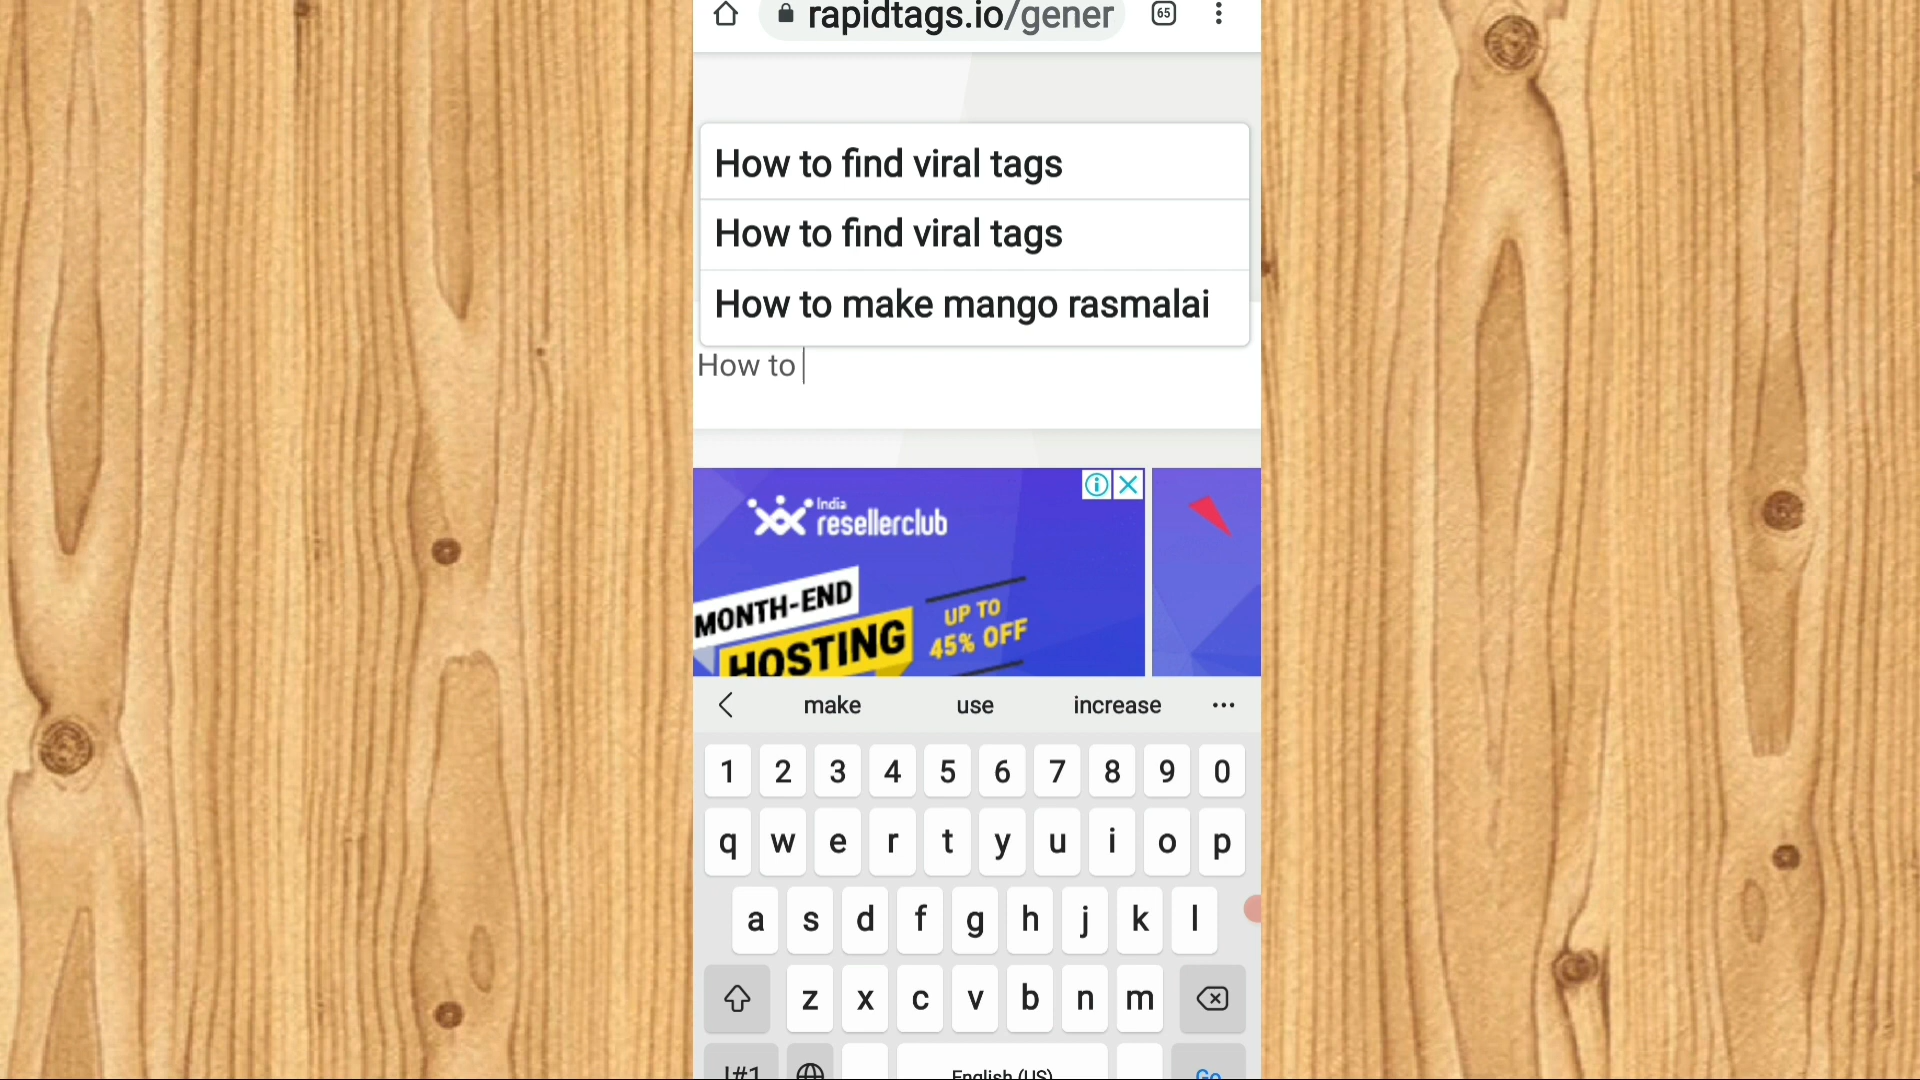 rapidtags.io/gener
65
How to find viral tags
How to find viral tags
How to make mango rasmalai
How to
India
resellerclub
MONTH-END
HOSTING
UP TO
45% OFF
make use increase
1 2 3 4 5 6 7 8 9 0
q w e r t y u i o p
a s d f g h j k l
z x c v b n m
!#1 English (US) Go